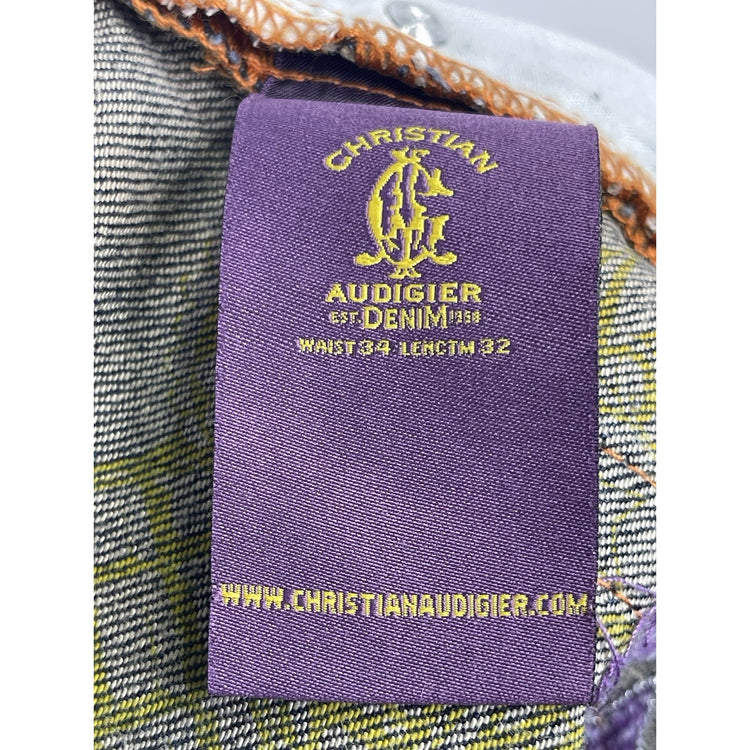 CHRISTIAN
AUDIGIER
EST. DENIM 1958
WAIST 34 LENGTH 32
WWW.CHRISTIANAUDIGIER.COM